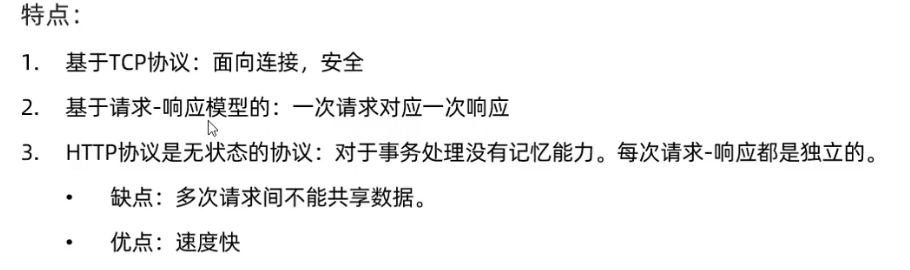 特点：
1. 基于TCP协议：面向连接，安全
2. 基于请求-响应模型的：一次请求对应一次响应
3. HTTP协议是无状态的协议：对于事务处理没有记忆能力。每次请求-响应都是独立的。
• 缺点：多次请求间不能共享数据。
• 优点：速度快